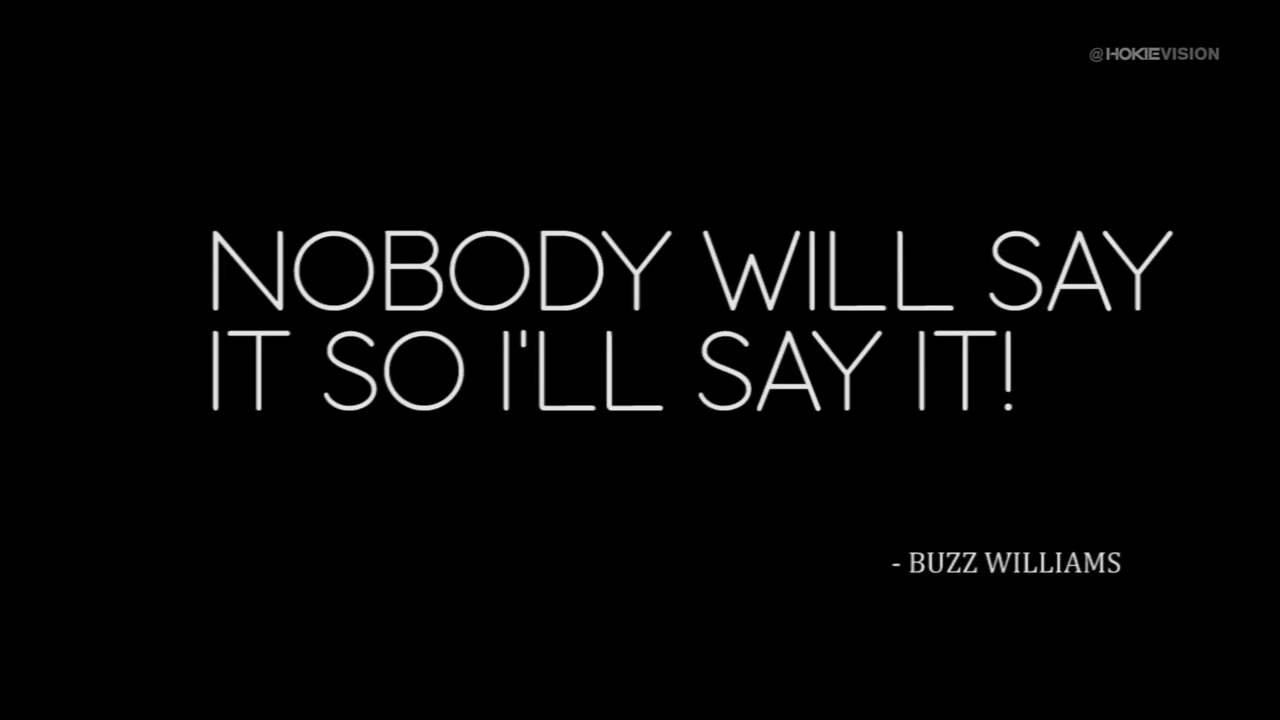 @HOKIEVISION
NOBODY WILL SAY
IT SO I'LL SAY IT!
- BUZZ WILLIAMS